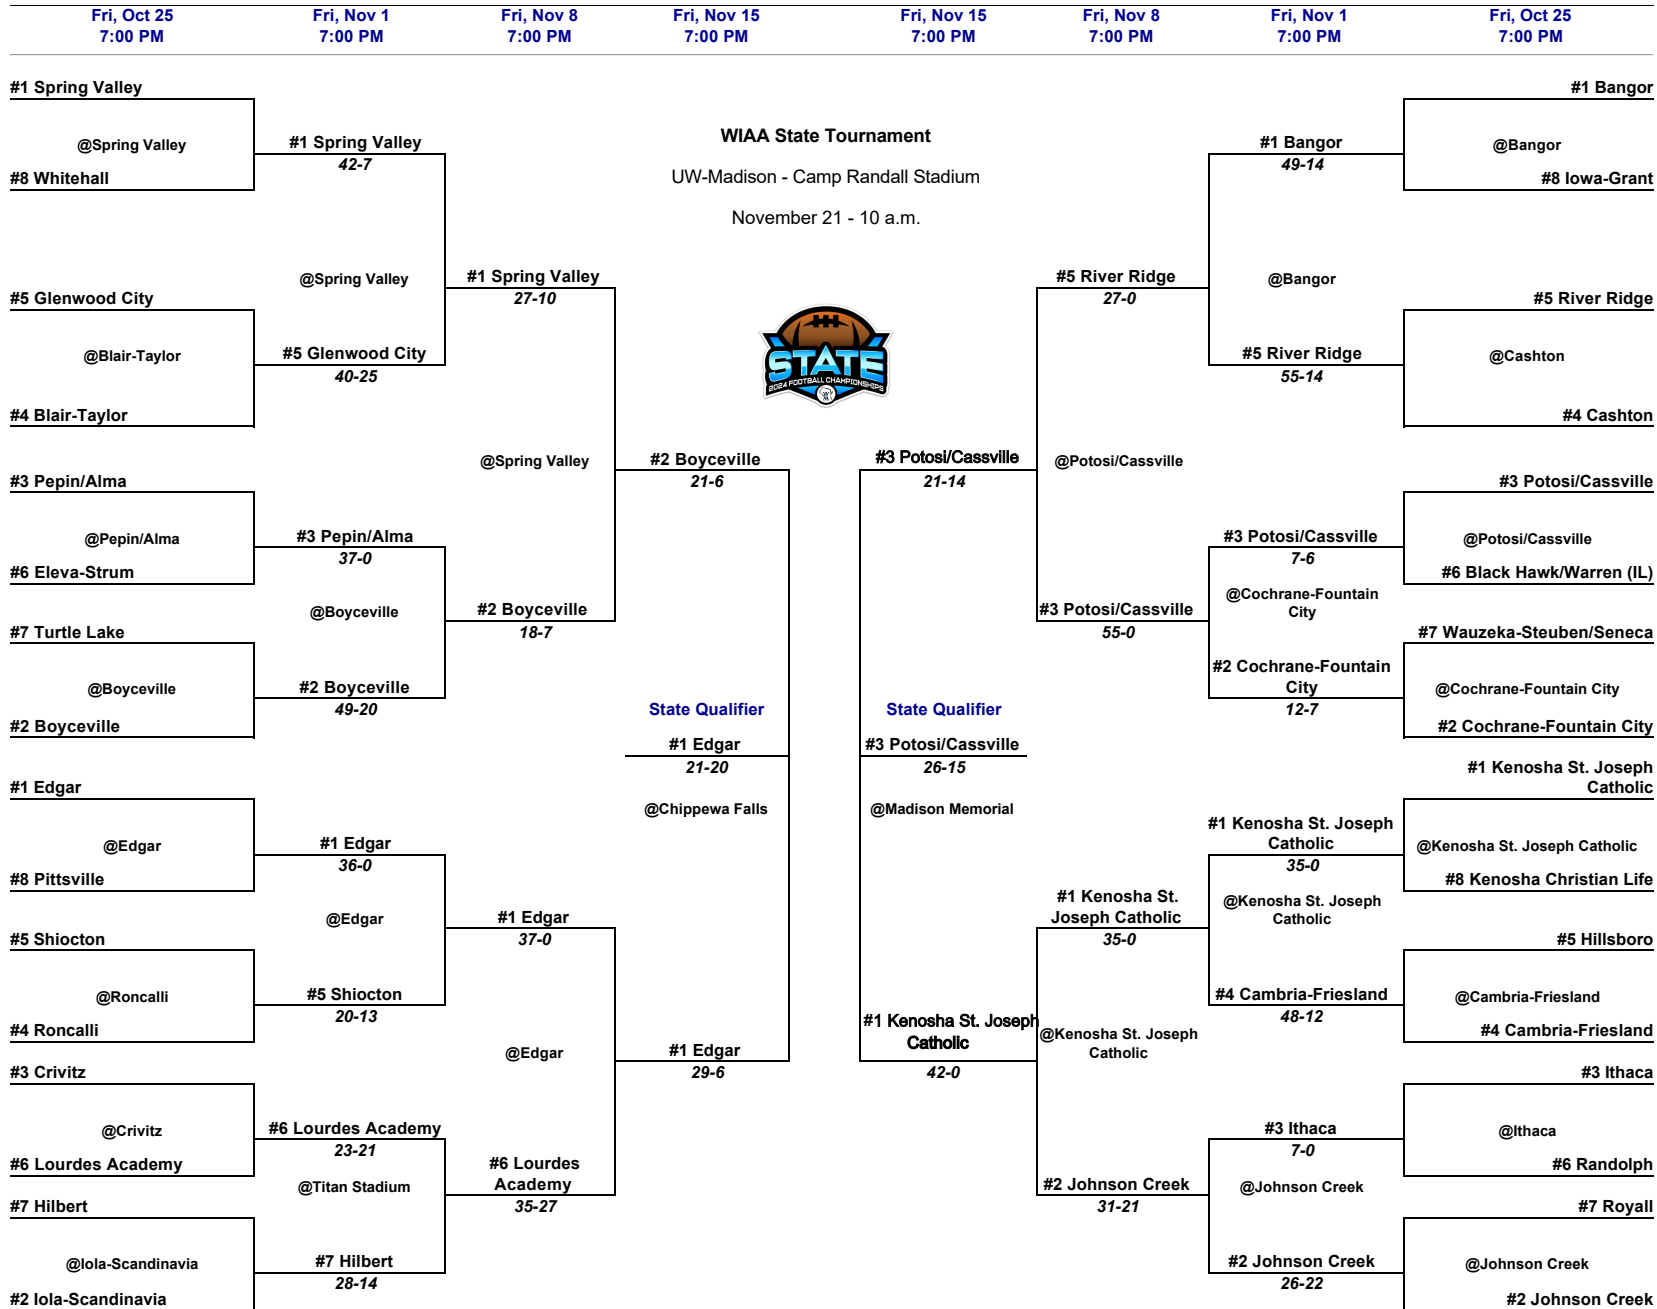 Fri, Oct 25
7:00 PM
Fri, Nov 1
7:00 PM
Fri, Nov 8
7:00 PM
Fri, Nov 15
7:00 PM
Fri, Nov 15
7:00 PM
Fri, Nov 8
7:00 PM
Fri, Nov 1
7:00 PM
Fri, Oct 25
7:00 PM
#1 Spring Valley
@Spring Valley
#8 Whitehall
#5 Glenwood City
@Blair-Taylor
#4 Blair-Taylor
#3 Pepin/Alma
@Pepin/Alma
#6 Eleva-Strum
#7 Turtle Lake
@Boyceville
#2 Boyceville
#1 Edgar
@Edgar
#8 Pittsville
#5 Shiocton
@Roncalli
#4 Roncalli
#3 Crivitz
@Crivitz
#6 Lourdes Academy
#7 Hilbert
@Iola-Scandinavia
#2 Iola-Scandinavia
#1 Spring Valley
42-7
@Spring Valley
#5 Glenwood City
40-25
#3 Pepin/Alma
37-0
@Boyceville
#2 Boyceville
49-20
#1 Edgar
36-0
@Edgar
#5 Shiocton
20-13
#6 Lourdes Academy
23-21
@Titan Stadium
#7 Hilbert
28-14
#1 Spring Valley
27-10
@Spring Valley
#2 Boyceville
18-7
#1 Edgar
37-0
@Edgar
#6 Lourdes
Academy
35-27
#2 Boyceville
21-6
State Qualifier
#1 Edgar
21-20
@Chippewa Falls
#1 Edgar
29-6
WIAA State Tournament
UW-Madison - Camp Randall Stadium
November 21 - 10 a.m.
STATE
2024 FOOTBALL CHAMPIONSHIPS
#3 Potosi/Cassville
21-14
State Qualifier
#3 Potosi/Cassville
26-15
@Madison Memorial
#1 Kenosha St. Joseph
Catholic
42-0
#5 River Ridge
27-0
@Potosi/Cassville
#3 Potosi/Cassville
55-0
#1 Kenosha St.
Joseph Catholic
35-0
@Kenosha St. Joseph
Catholic
#2 Johnson Creek
31-21
#1 Bangor
49-14
@Bangor
#5 River Ridge
55-14
#3 Potosi/Cassville
7-6
@Cochrane-Fountain
City
#2 Cochrane-Fountain
City
12-7
#1 Kenosha St. Joseph
Catholic
35-0
@Kenosha St. Joseph
Catholic
#4 Cambria-Friesland
48-12
#3 Ithaca
7-0
@Johnson Creek
#2 Johnson Creek
26-22
#1 Bangor
@Bangor
#8 Iowa-Grant
#5 River Ridge
@Cashton
#4 Cashton
#3 Potosi/Cassville
@Potosi/Cassville
#6 Black Hawk/Warren (IL)
#7 Wauzeka-Steuben/Seneca
@Cochrane-Fountain City
#2 Cochrane-Fountain City
#1 Kenosha St. Joseph
Catholic
@Kenosha St. Joseph Catholic
#8 Kenosha Christian Life
#5 Hillsboro
@Cambria-Friesland
#4 Cambria-Friesland
#3 Ithaca
@Ithaca
#6 Randolph
#7 Royall
@Johnson Creek
#2 Johnson Creek